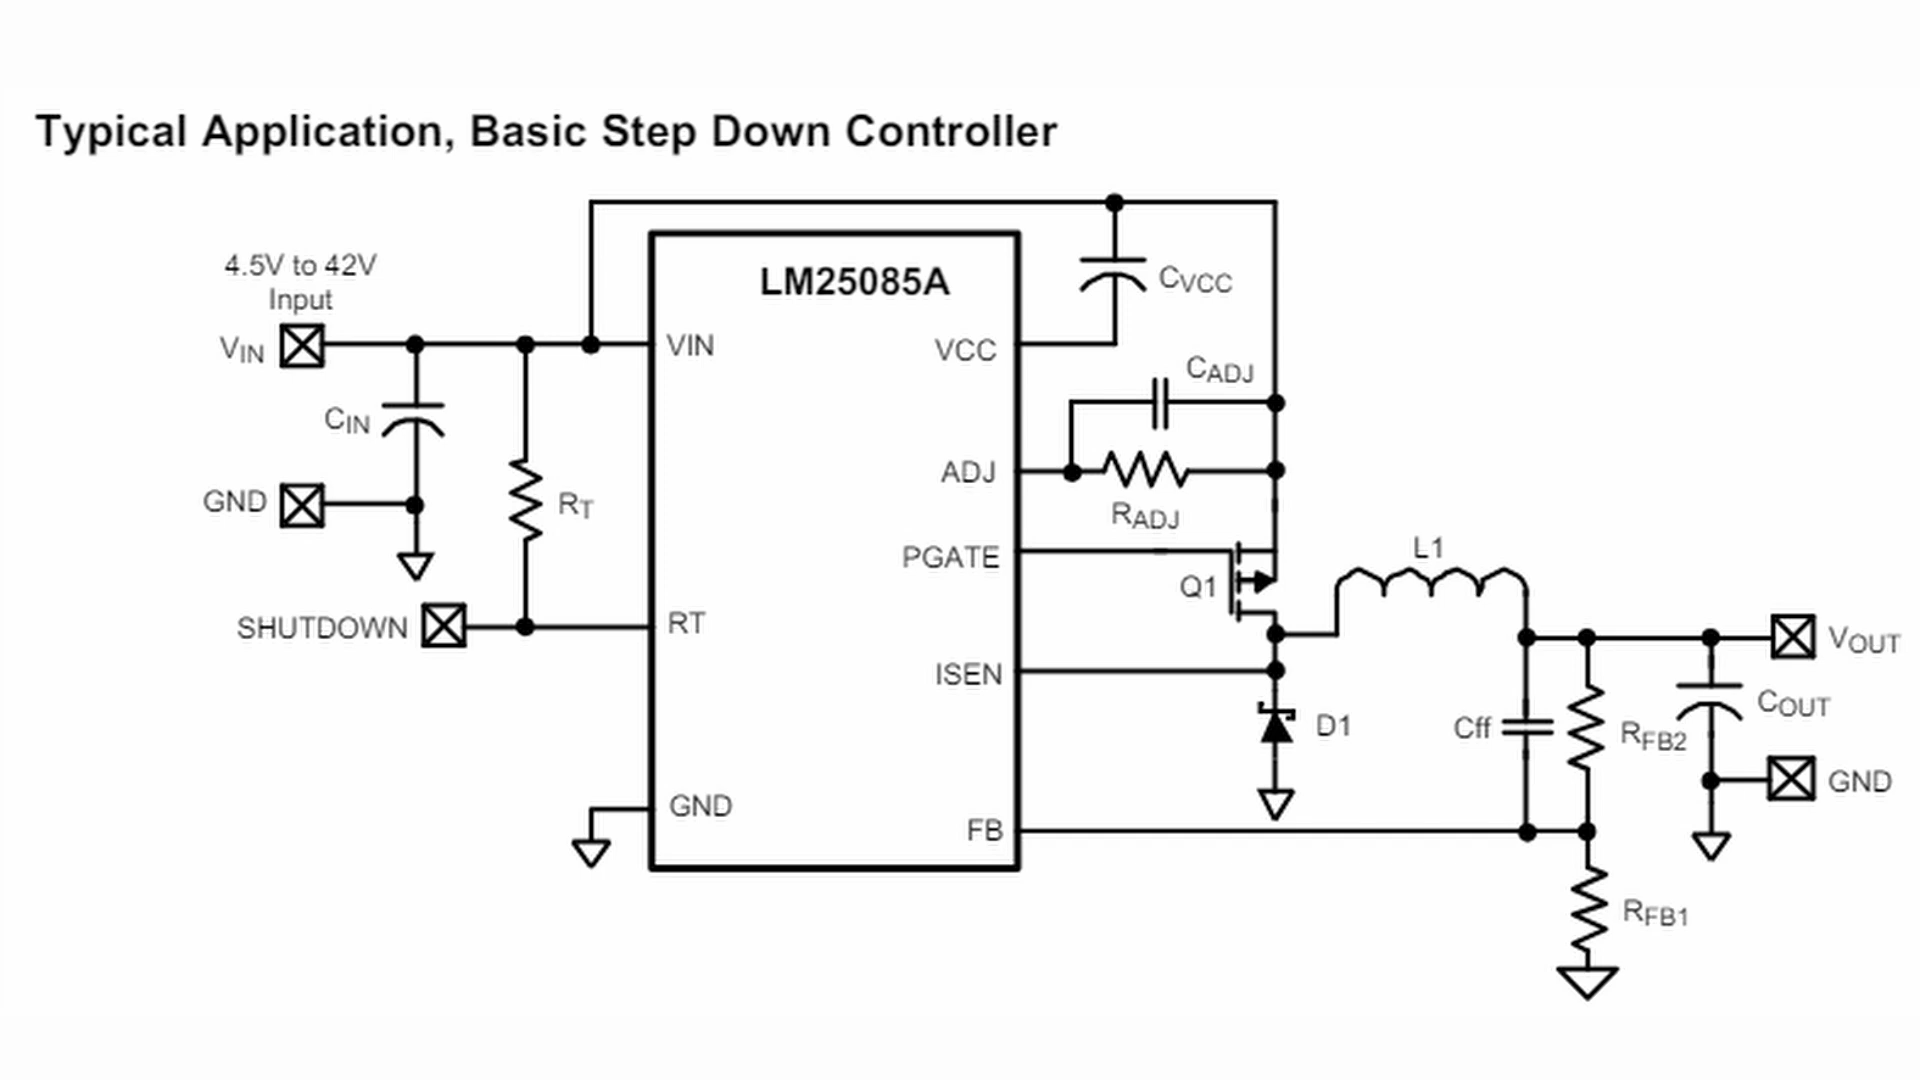 Typical Application, Basic Step Down Controller
4.5V to 42V
Input
VIN
CIN
GND
RT
SHUTDOWN
LM25085A
VIN
RT
GND
VCC
ADJ
PGATE
ISEN
FB
CVCC
CADJ
RADJ
Q1
L1
D1
Cff
RFB2
RFB1
VOUT
COUT
GND